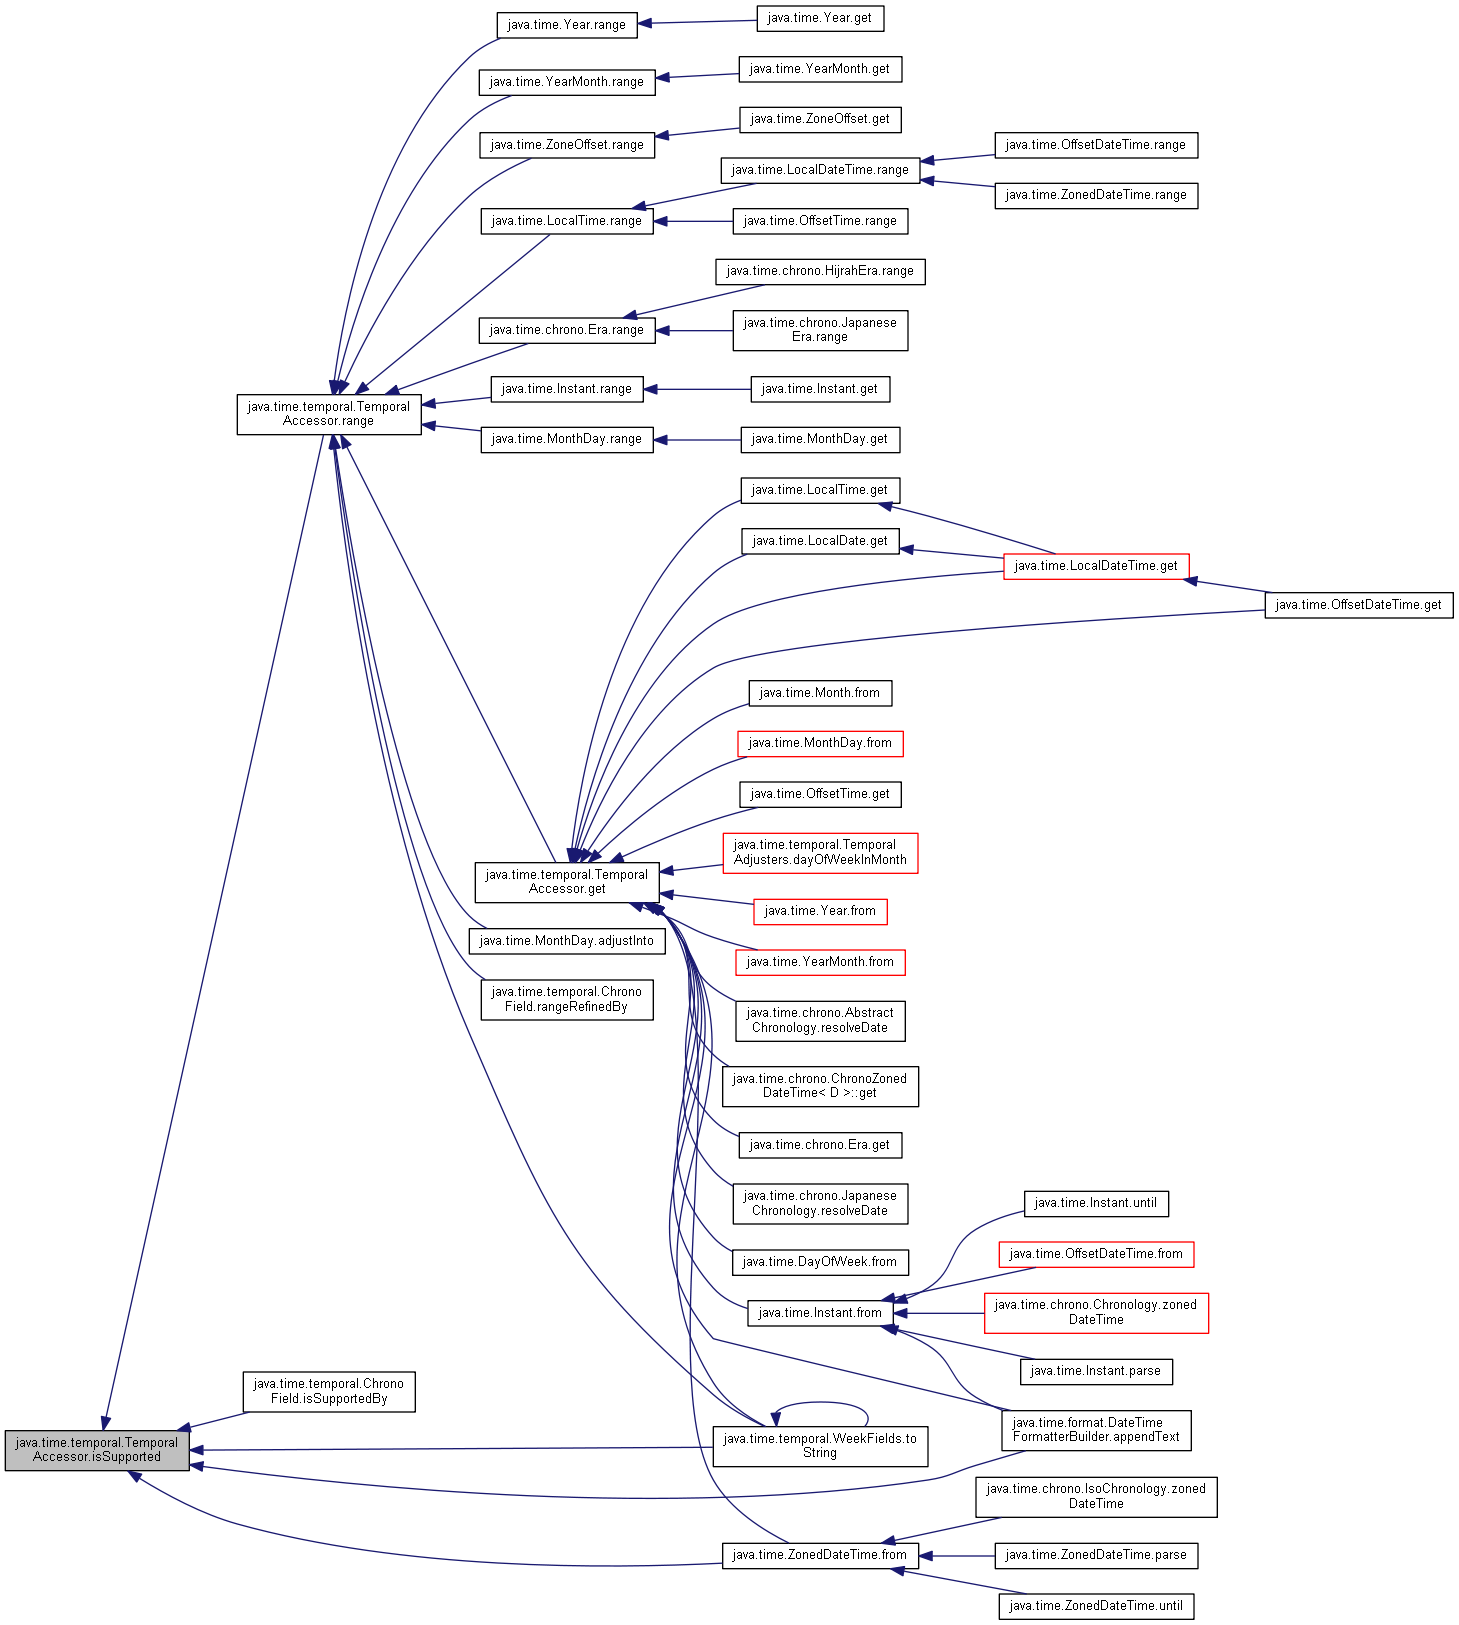 java.time.Year.range
java.time.Year.get
java.time.YearMonth.range
java.time.YearMonth.get
java.time.ZoneOffset.range
java.time.ZoneOffset.get
java.time.LocalTime.range
java.time.LocalDateTime.range
java.time.OffsetDateTime.range
java.time.ZonedDateTime.range
java.time.OffsetTime.range
java.time.chrono.Era.range
java.time.chrono.HijrahEra.range
java.time.chrono.Japanese
Era.range
java.time.temporal.Temporal
Accessor.range
java.time.Instant.range
java.time.Instant.get
java.time.MonthDay.range
java.time.MonthDay.get
java.time.LocalTime.get
java.time.LocalDate.get
java.time.LocalDateTime.get
java.time.OffsetDateTime.get
java.time.Month.from
java.time.MonthDay.from
java.time.OffsetTime.get
java.time.temporal.Temporal
Adjusters.dayOfWeekInMonth
java.time.temporal.Temporal
Accessor.get
java.time.Year.from
java.time.MonthDay.adjustInto
java.time.YearMonth.from
java.time.temporal.Chrono
Field.rangeRefinedBy
java.time.chrono.Abstract
Chronology.resolveDate
java.time.chrono.ChronoZoned
DateTime< D >::get
java.time.chrono.Era.get
java.time.chrono.Japanese
Chronology.resolveDate
java.time.DayOfWeek.from
java.time.Instant.from
java.time.Instant.until
java.time.OffsetDateTime.from
java.time.chrono.Chronology.zoned
DateTime
java.time.Instant.parse
java.time.temporal.Chrono
Field.isSupportedBy
java.time.format.DateTime
FormatterBuilder.appendText
java.time.temporal.Temporal
Accessor.isSupported
java.time.temporal.WeekFields.to
String
java.time.chrono.IsoChronology.zoned
DateTime
java.time.ZonedDateTime.from
java.time.ZonedDateTime.parse
java.time.ZonedDateTime.until